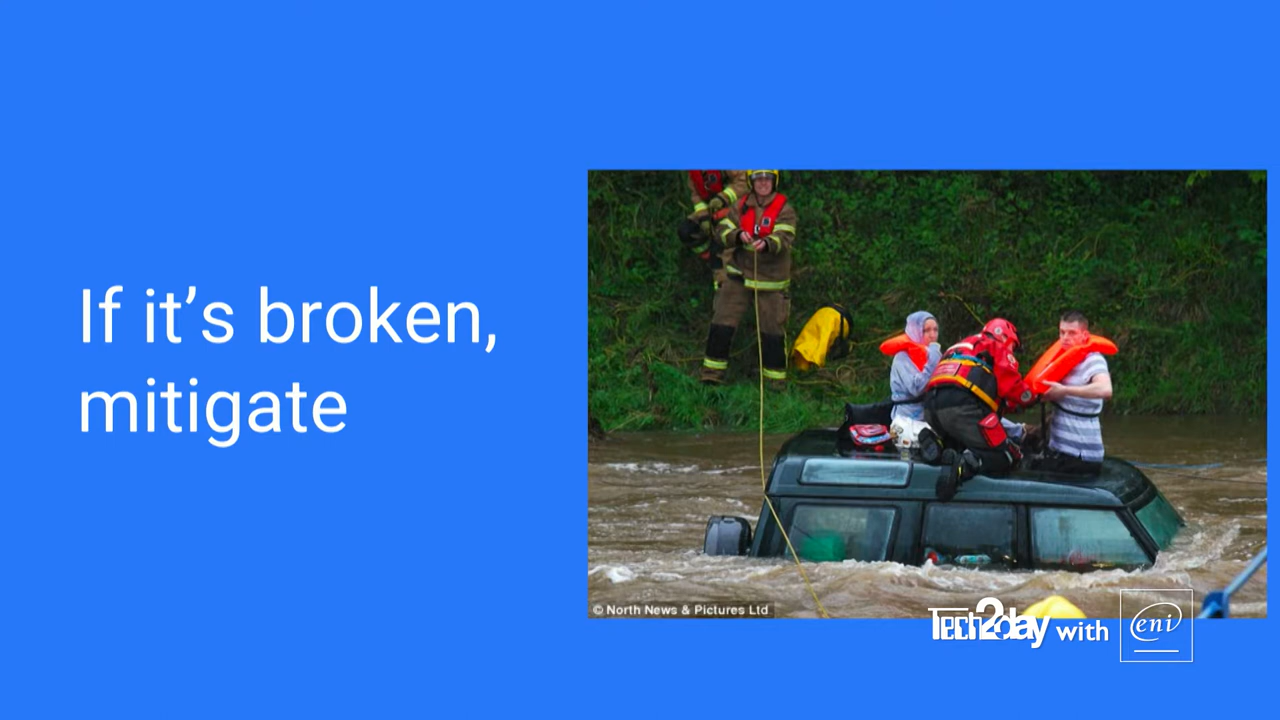 If it’s broken,
mitigate
© North News & Pictures Ltd
Tech2day with eni